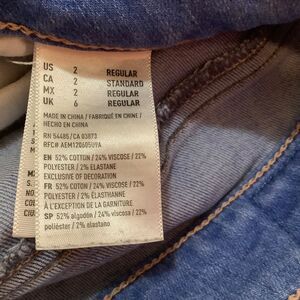 US 2 REGULAR
CA 2 STANDARD
MX 2 REGULAR
UK 6 REGULAR
MADE IN CHINA / FABRIQUÉ EN CHINE /
HECHO EN CHINA
RN 54485/CA 03873
RFC# AEM120605U9A
EN 52% COTTON / 24% VISCOSE / 22%
POLYESTER / 2% ELASTANE
EXCLUSIVE OF DECORATION
FR 52% COTON / 24% VISCOSE / 22%
POLYESTER / 2% ÉLASTHANNE
À L'EXCEPTION DE LA GARNITURE
SP 52% algodón / 24% viscosa / 22%
poliéster / 2% elastano